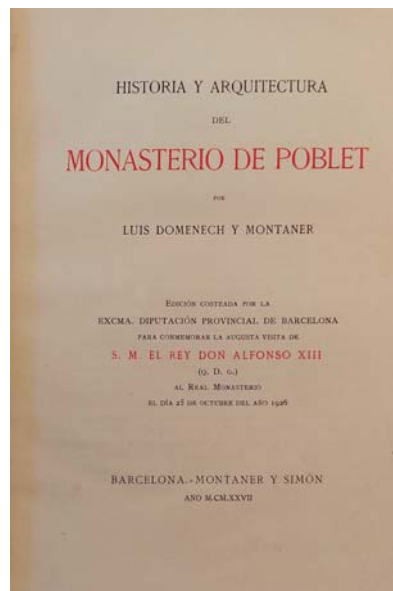 HISTORIA Y ARQUITECTURA
DEL
MONASTERIO DE POBLET
POR
LUIS DOMENECH Y MONTANER
EDICIÓN COSTEADA POR LA
EXCMA. DIPUTACIÓN PROVINCIAL DE BARCELONA
PARA CONMEMORAR LA AUGUSTA VISITA DE
S. M. EL REY DON ALFONSO XIII
(Q. D. G.)
AL REAL MONASTERIO
EL DÍA 28 DE OCTUBRE DEL AÑO 1926
BARCELONA.-MONTANER Y SIMÓN
AÑO M.CM.XXVII